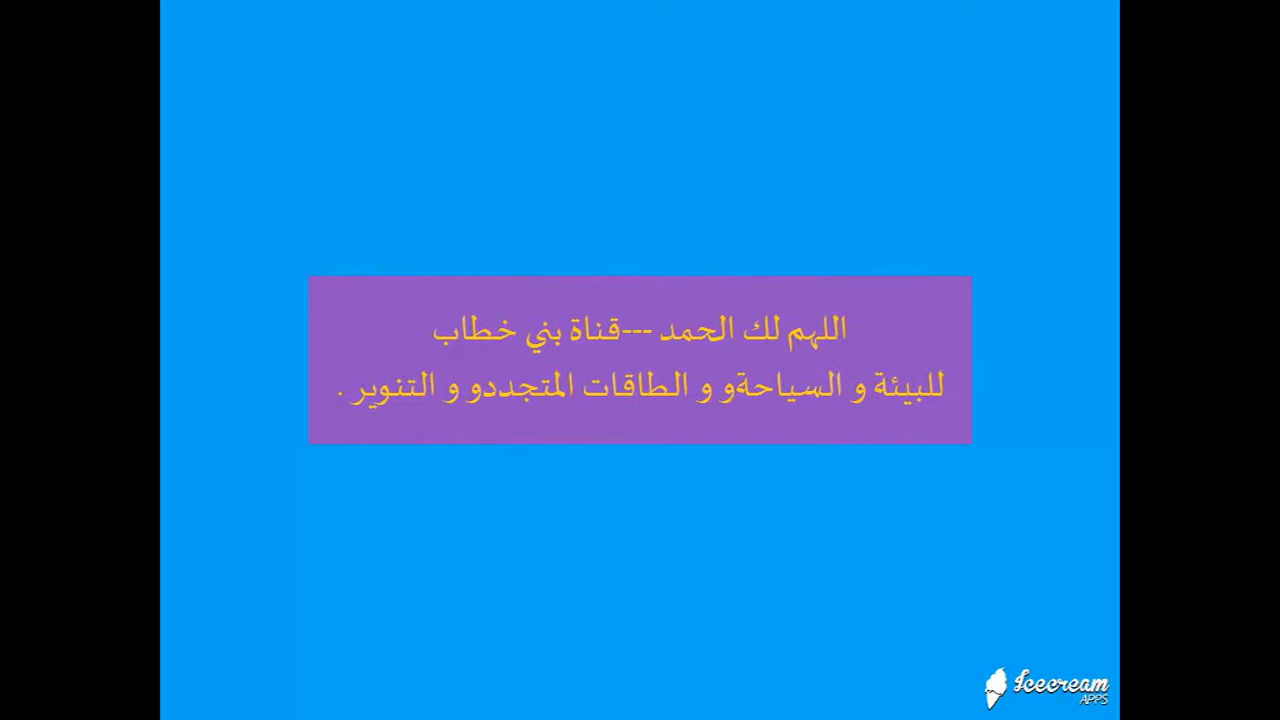 اللهم لك الحمد ---قناة بني خطاب
للبيئة و السياحةو و الطاقات المتجددو و التنوير .
Icecream
APPS